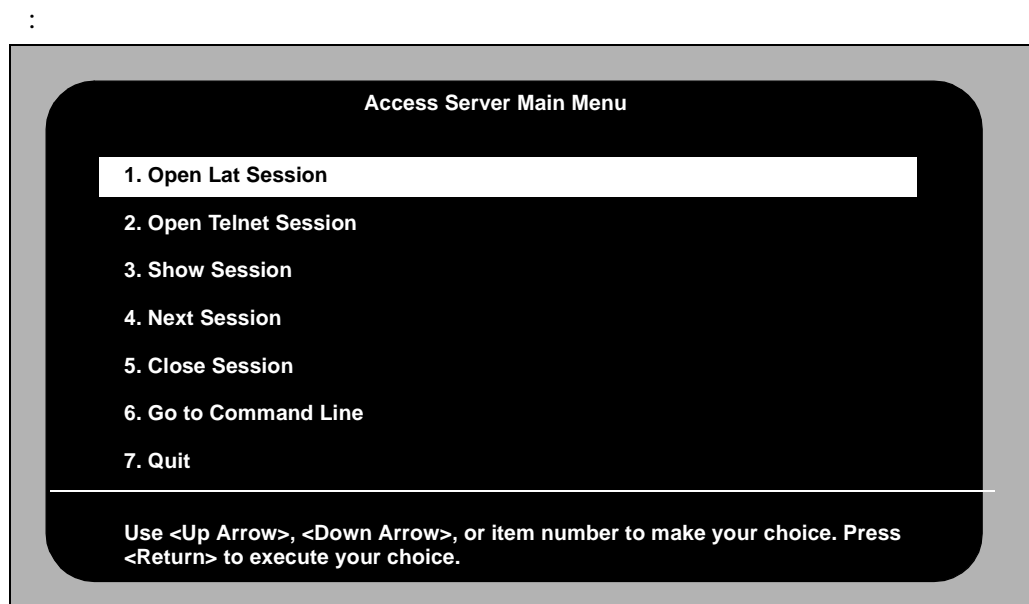 :
Access Server Main Menu
1. Open Lat Session
2. Open Telnet Session
3. Show Session
4. Next Session
5. Close Session
6. Go to Command Line
7. Quit
Use <Up Arrow>, <Down Arrow>, or item number to make your choice. Press
<Return> to execute your choice.